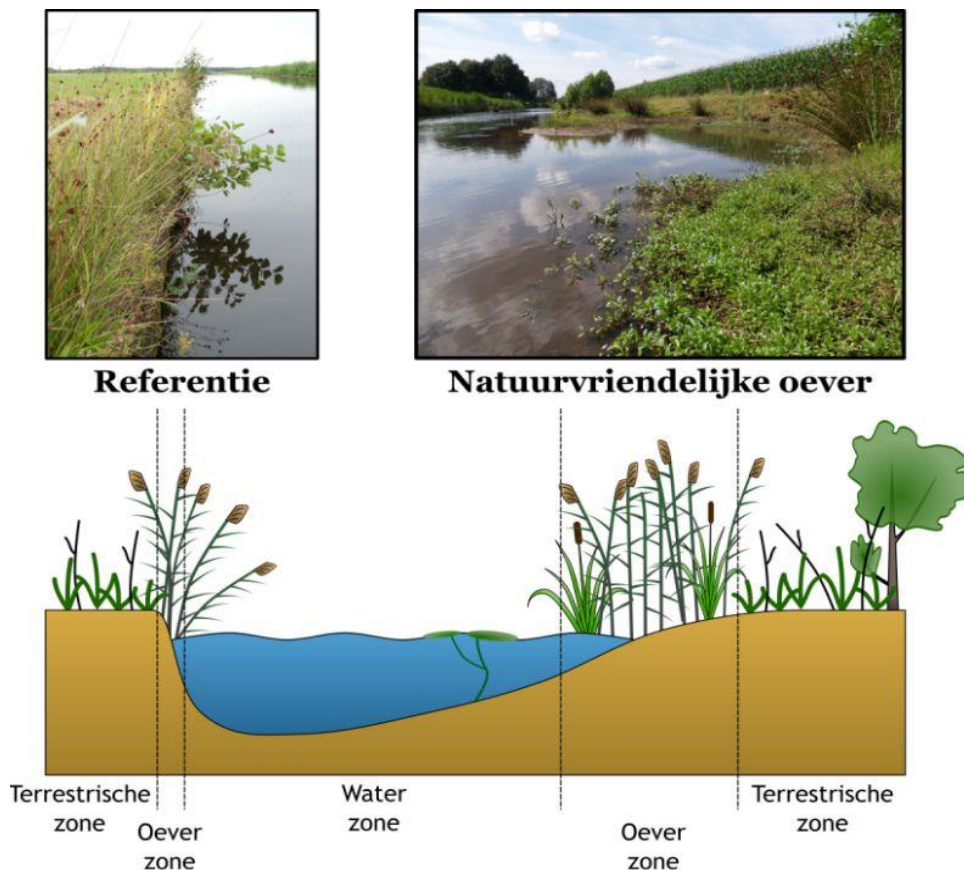 Referentie
Natuurvriendelijke oever
Terrestrische
zone
Oever
zone
Water
zone
Oever
zone
Terrestrische
zone